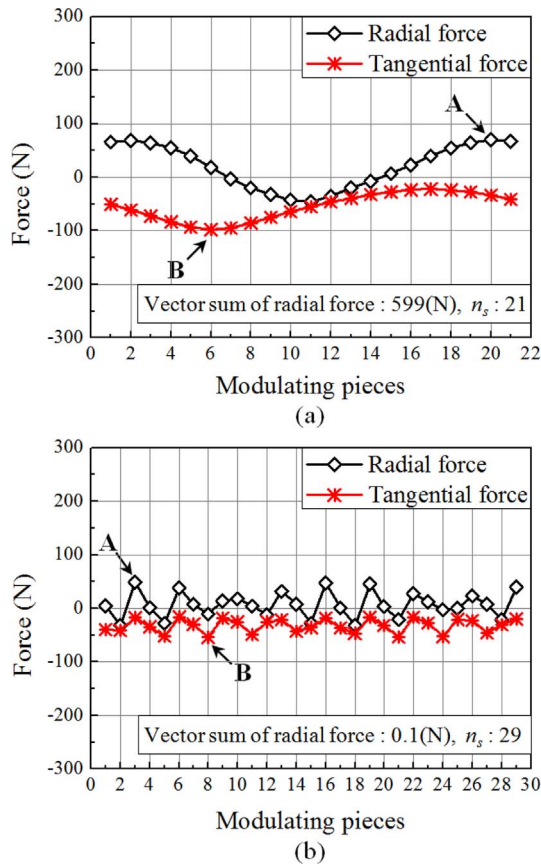 300
200
100
0
-100
-200
-300
Force (N)
Radial force
Tangential force
A
B
Vector sum of radial force : 599(N), ns : 21
0 2 4 6 8 10 12 14 16 18 20 22
Modulating pieces
(a)
300
200
100
0
-100
-200
-300
Force (N)
Radial force
Tangential force
A
B
Vector sum of radial force : 0.1(N), ns : 29
0 2 4 6 8 10 12 14 16 18 20 22 24 26 28 30
Modulating pieces
(b)